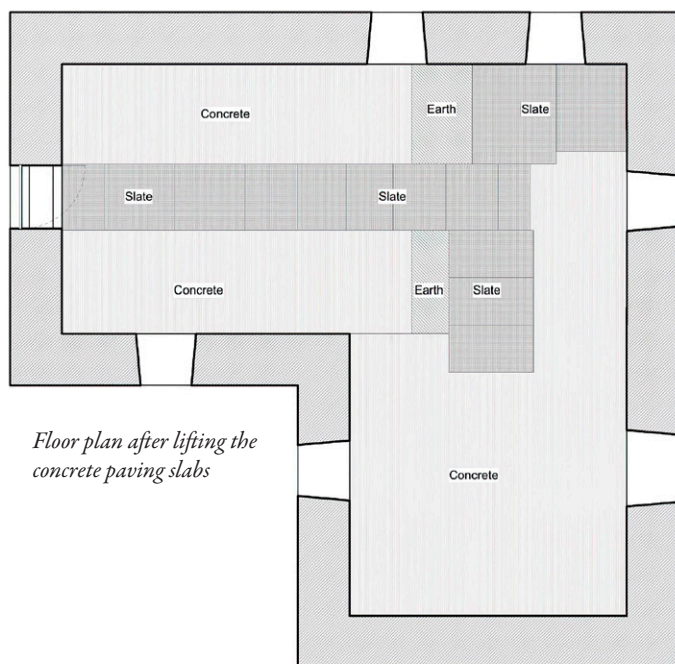 Concrete
Earth
Slate
Slate
Slate
Concrete
Earth
Slate
Floor plan after lifting the
concrete paving slabs
Concrete